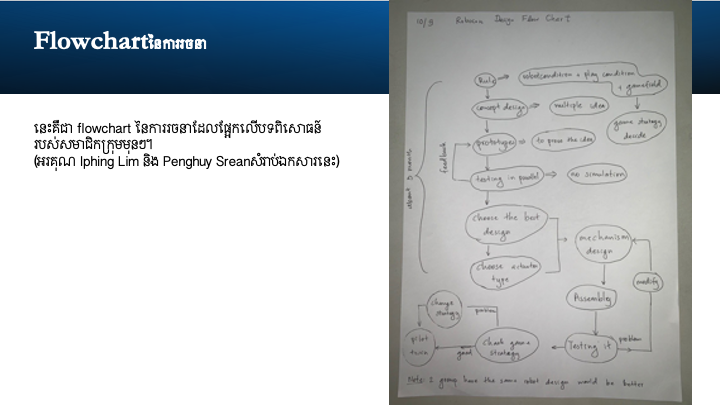 Flowchartនៃការរចនា
នេះគឺជា flowchart នៃការរចនាដែលផ្អែកលើបទពិសោធន៍
របស់សមាជិកក្រុមមុនៗ។
(អរគុណ Iphing Lim និង Penghuy Sreanសំរាប់ឯកសារនេះ)
10/9 Robocon Design Flow Chart
Rule
robot condition + play condition
+ gamefield
concept design
multiple idea
game strategy
decide
prototypes
to prove the idea
feedback
testing in parallel
no simulation
about 3 month
choose the best
design
mechanism
design
choose actuator
type
modify
Assembly
change
strategy
problem
pilot
train
Check game
strategy
good
Testing it
problem
Note: 2 group have the same robot design would be better